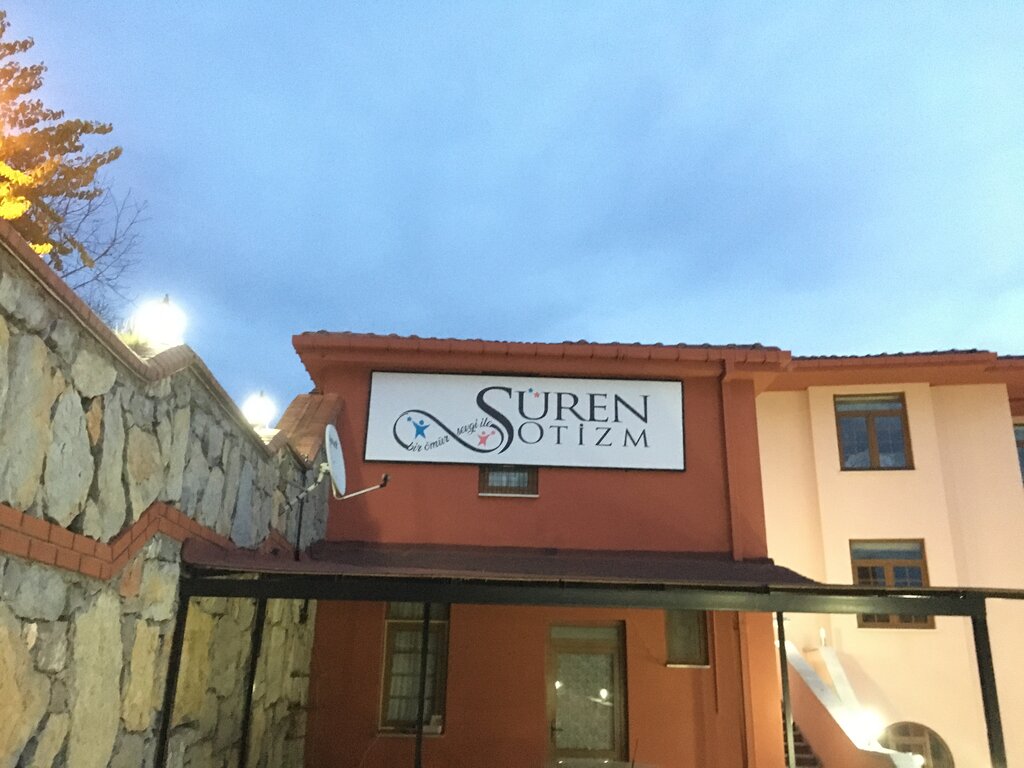 SÜREN
bir ömür sevgi ile
OTİZM